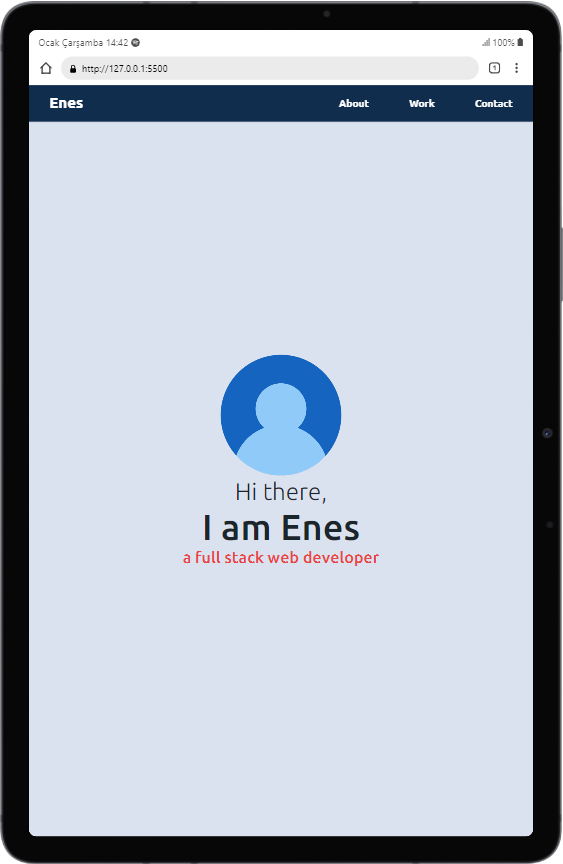 Ocak Çarşamba 14:42 100%
http://127.0.0.1:5500 1
Enes About Work Contact
Hi there,
I am Enes
a full stack web developer